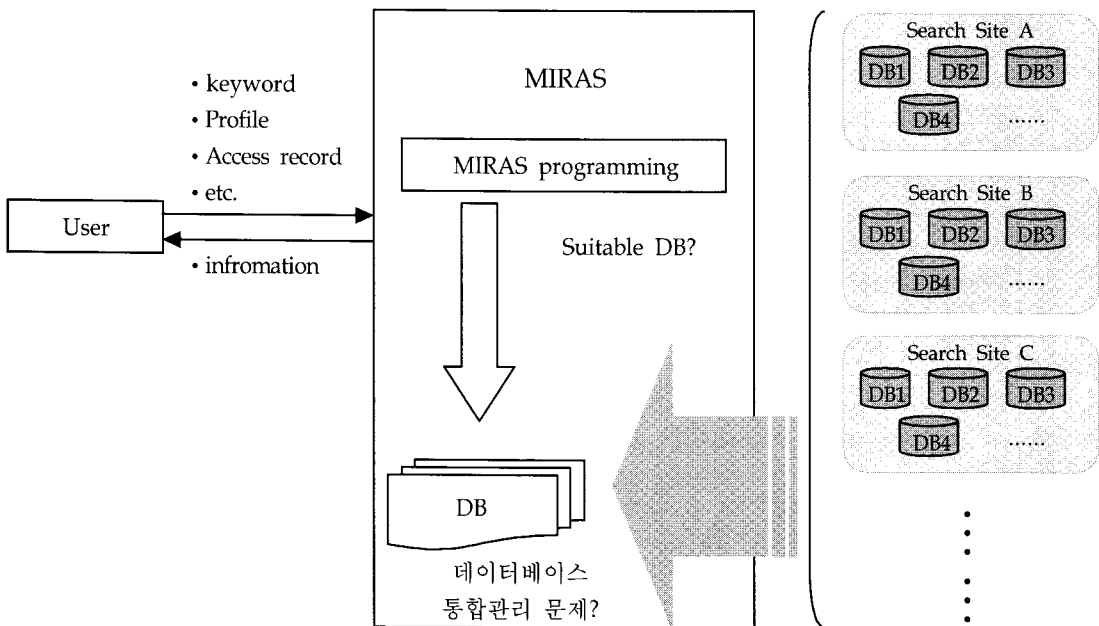 MIRAS
MIRAS programming
• keyword
• Profile
• Access record
• etc.
User
• infromation
Suitable DB?
DB
데이터베이스
통합관리 문제?
Search Site A
DB1 DB2 DB3
DB4 ......
Search Site B
DB1 DB2 DB3
DB4 ......
Search Site C
DB1 DB2 DB3
DB4 ......